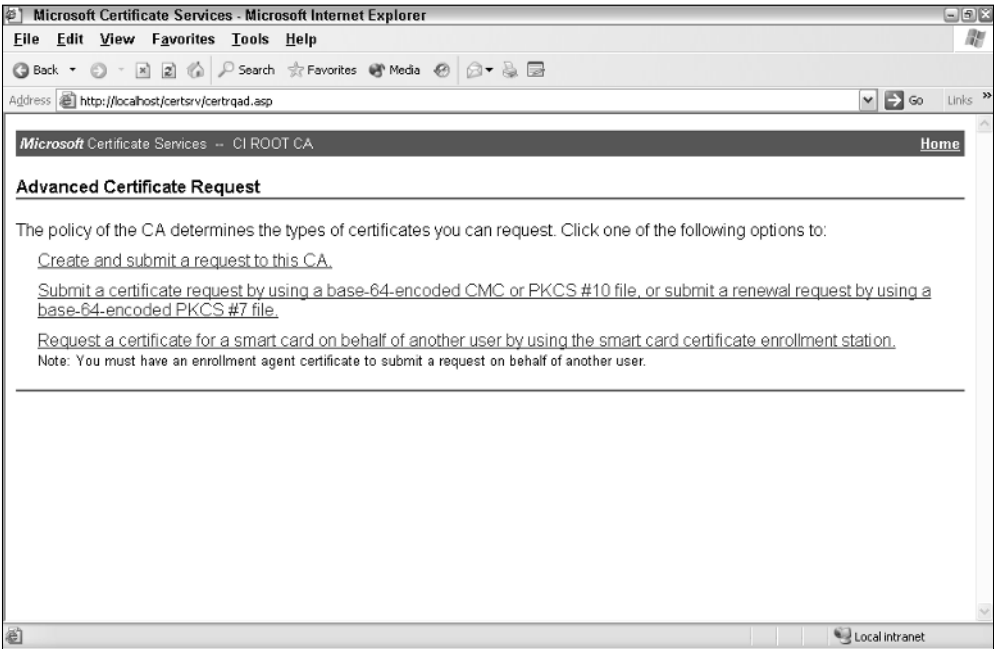 Microsoft Certificate Services - Microsoft Internet Explorer
File Edit View Favorites Tools Help
Back Search Favorites Media
Address http://localhost/certsrv/certrqad.asp Go Links »
Microsoft Certificate Services -- CI ROOT CA Home
Advanced Certificate Request
The policy of the CA determines the types of certificates you can request. Click one of the following options to:
Create and submit a request to this CA.
Submit a certificate request by using a base-64-encoded CMC or PKCS #10 file, or submit a renewal request by using a
base-64-encoded PKCS #7 file.
Request a certificate for a smart card on behalf of another user by using the smart card certificate enrollment station.
Note: You must have an enrollment agent certificate to submit a request on behalf of another user.
Local intranet